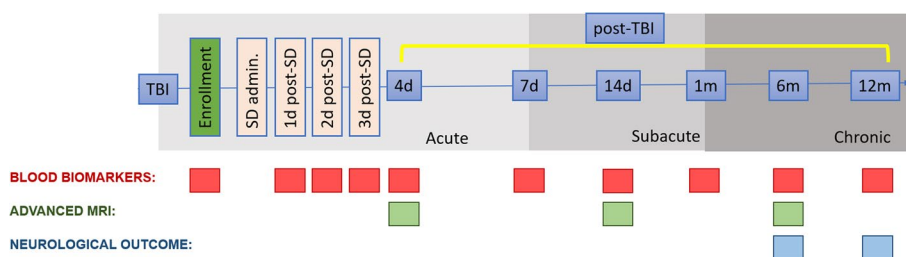 post-TBI
TBI
Enrollment
SD admin.
1d post-SD
2d post-SD
3d post-SD
4d
7d
14d
1m
6m
12m
Acute
Subacute
Chronic
BLOOD BIOMARKERS:
ADVANCED MRI:
NEUROLOGICAL OUTCOME: